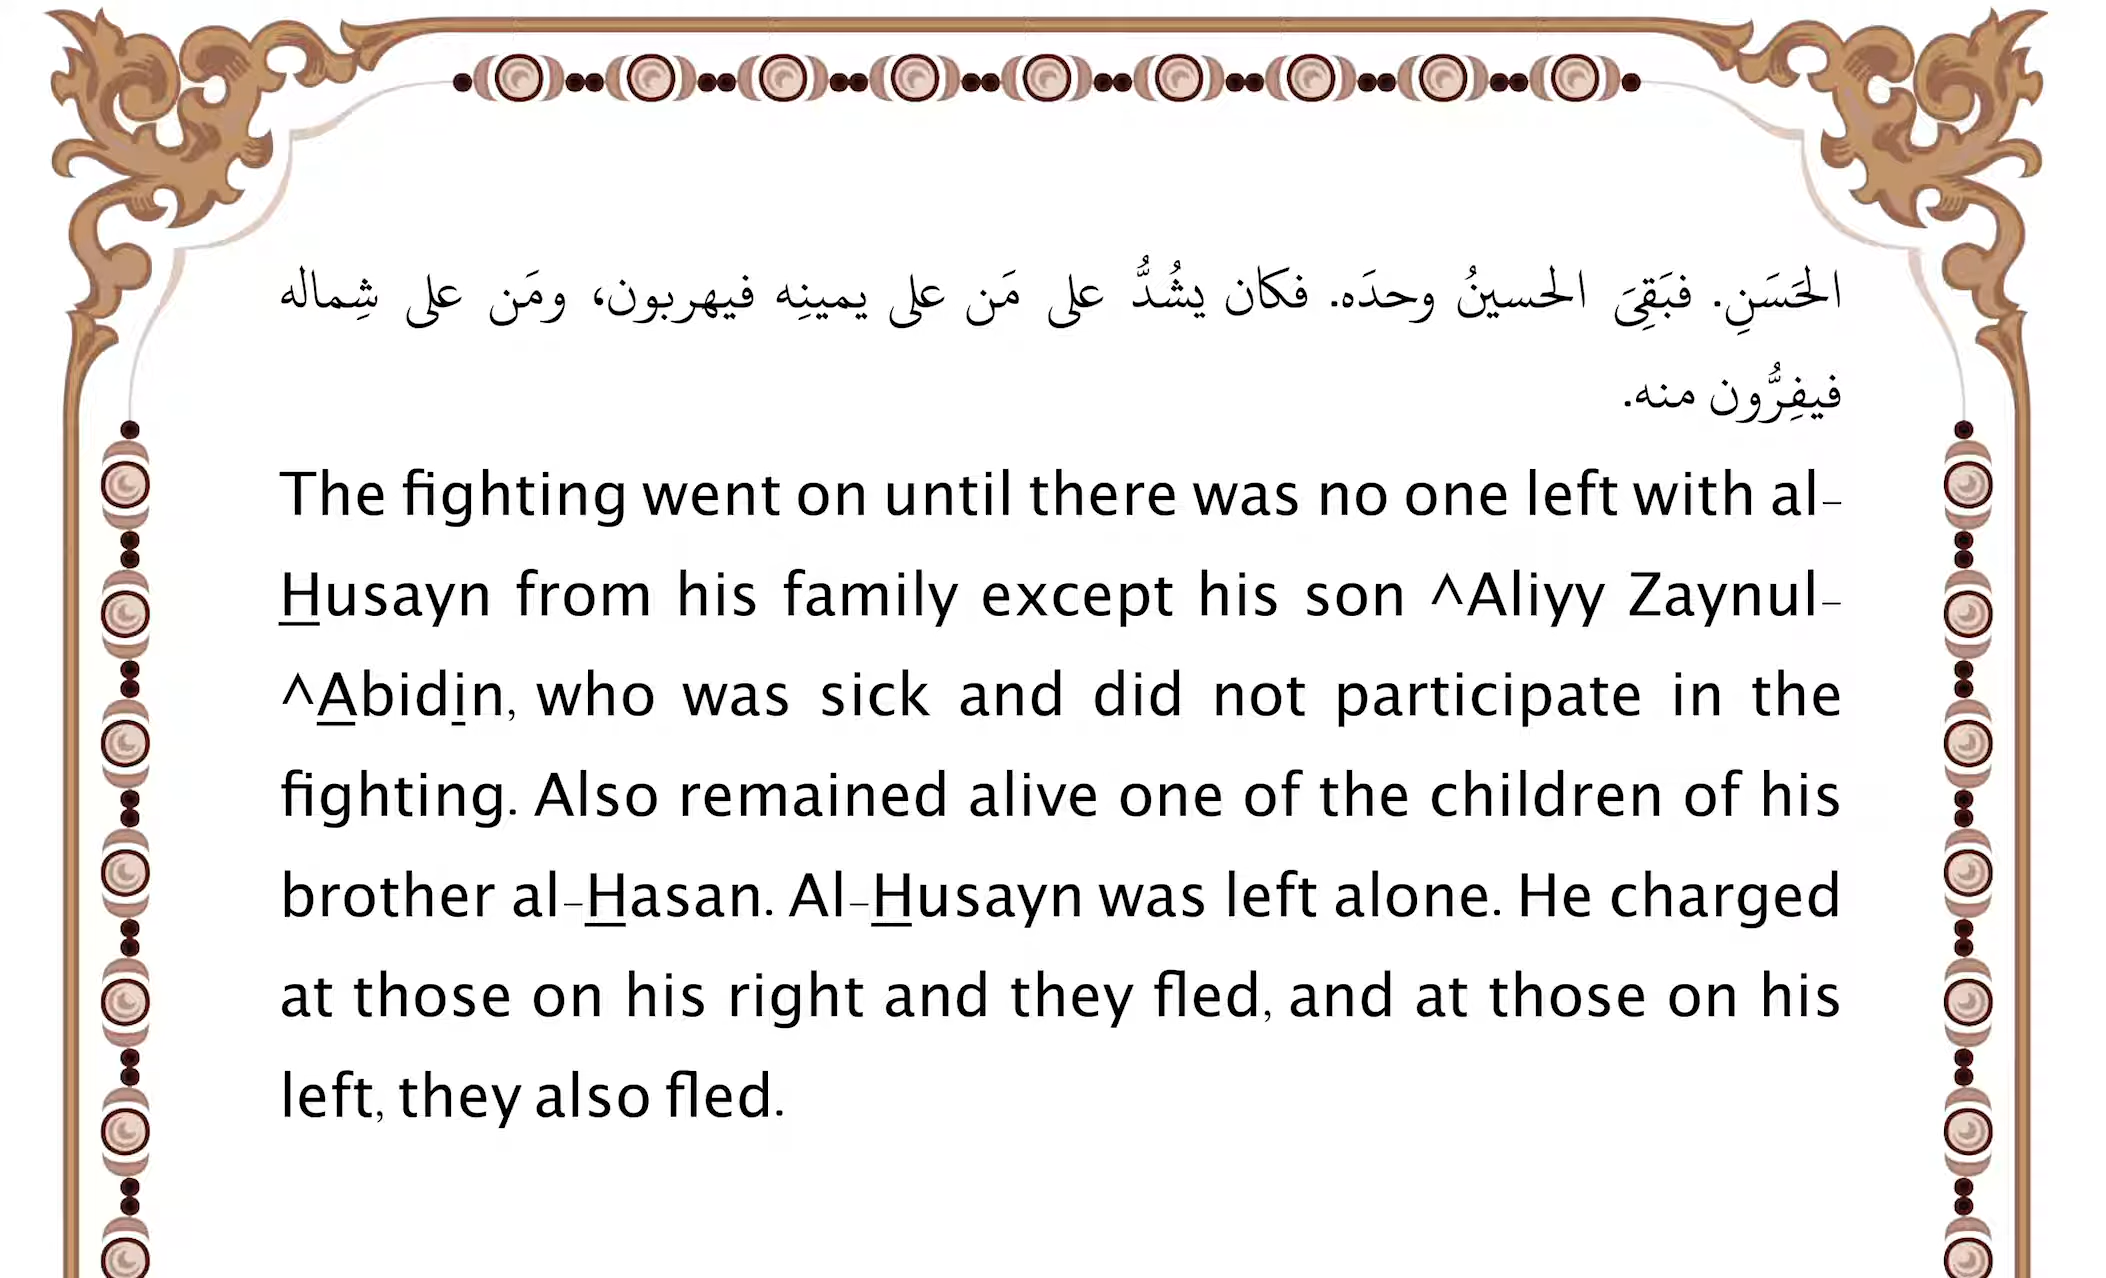 الحَسَنِ. فبَقِيَ الحسينُ وحدَه. فكان يشُدُّ على مَن على يمينِه فيهربون، ومَن على شِماله
فيفِرُّون منه.
The fighting went on until there was no one left with al-
Husayn from his family except his son ^Aliyy Zaynul-
^Abidin, who was sick and did not participate in the
fighting. Also remained alive one of the children of his
brother al-Hasan. Al-Husayn was left alone. He charged
at those on his right and they fled, and at those on his
left, they also fled.